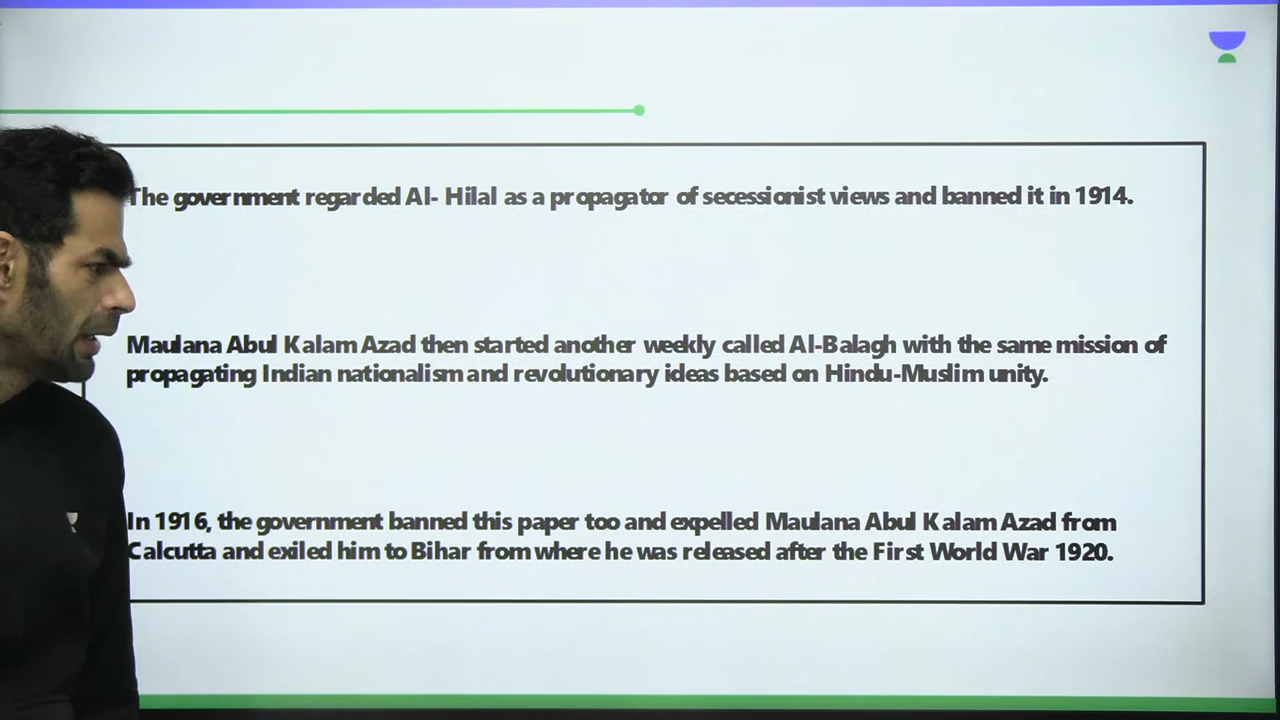 The government regarded Al- Hilal as a propagator of secessionist views and banned it in 1914.
Maulana Abul Kalam Azad then started another weekly called Al-Balagh with the same mission of
propagating Indian nationalism and revolutionary ideas based on Hindu-Muslim unity.
In 1916, the government banned this paper too and expelled Maulana Abul Kalam Azad from
Calcutta and exiled him to Bihar from where he was released after the First World War 1920.